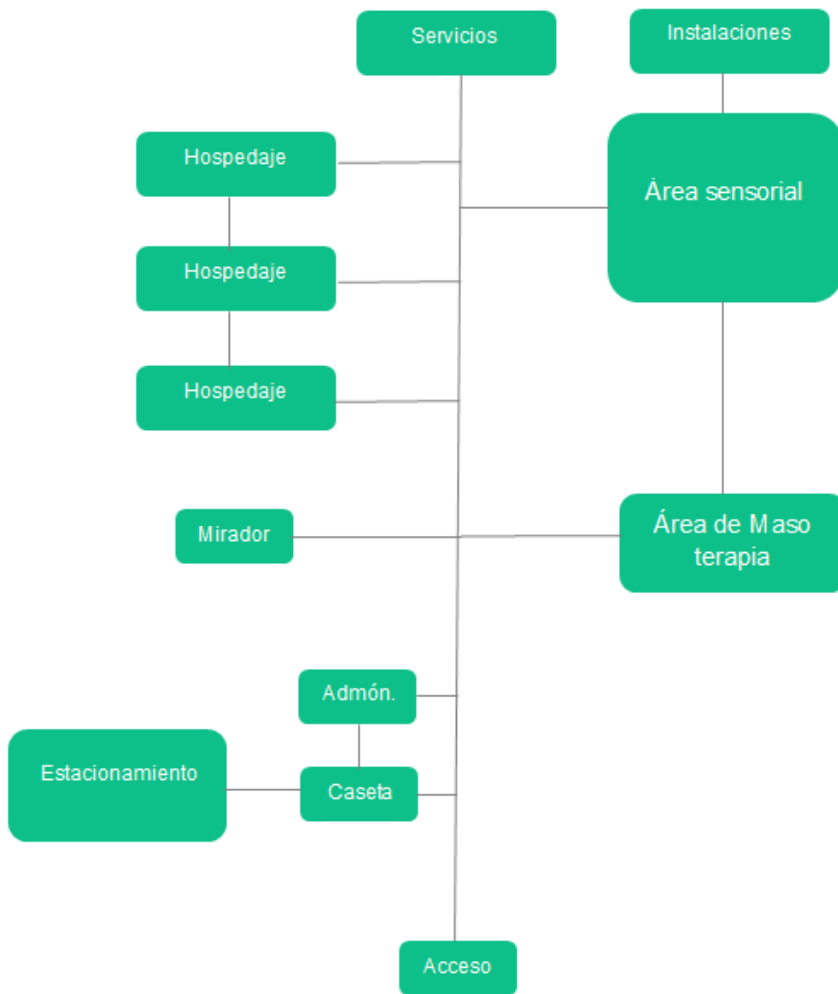 Servicios
Instalaciones
Hospedaje
Área sensorial
Hospedaje
Hospedaje
Mirador
Área de Maso
terapia
Admón.
Estacionamiento
Caseta
Acceso